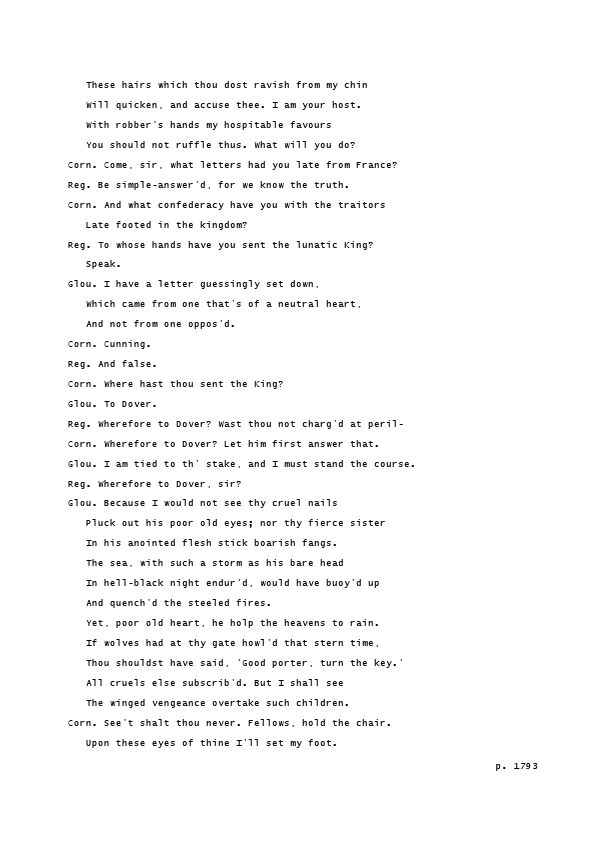 These hairs which thou dost ravish from my chin
Will quicken, and accuse thee. I am your host.
With robber's hands my hospitable favours
You should not ruffle thus. What will you do?
Corn. Come, sir, what letters had you late from France?
Reg. Be simple-answer'd, for we know the truth.
Corn. And what confederacy have you with the traitors
Late footed in the kingdom?
Reg. To whose hands have you sent the lunatic King?
Speak.
Glou. I have a letter guessingly set down,
Which came from one that's of a neutral heart,
And not from one oppos'd.
Corn. Cunning.
Reg. And false.
Corn. Where hast thou sent the King?
Glou. To Dover.
Reg. Wherefore to Dover? Wast thou not charg'd at peril-
Corn. Wherefore to Dover? Let him first answer that.
Glou. I am tied to th' stake, and I must stand the course.
Reg. Wherefore to Dover, sir?
Glou. Because I would not see thy cruel nails
Pluck out his poor old eyes; nor thy fierce sister
In his anointed flesh stick boarish fangs.
The sea, with such a storm as his bare head
In hell-black night endur'd, would have buoy'd up
And quench'd the steeled fires.
Yet, poor old heart, he holp the heavens to rain.
If wolves had at thy gate howl'd that stern time,
Thou shouldst have said, 'Good porter, turn the key.'
All cruels else subscrib'd. But I shall see
The winged vengeance overtake such children.
Corn. See't shalt thou never. Fellows, hold the chair.
Upon these eyes of thine I'll set my foot.
p. 1793